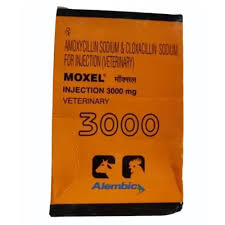 AMOXYCILLIN SODIUM & CLOXACILLIN SODIUM
FOR INJECTION (VETERINARY)
MOXEL® मॉक्सल
INJECTION 3000 mg
VETERINARY
3000
Alembic